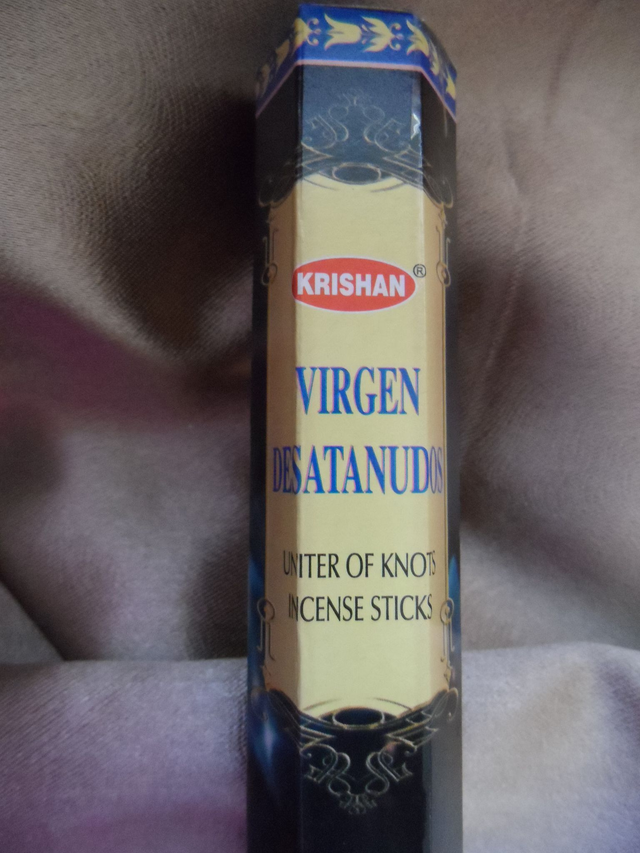 KRISHAN ®
VIRGEN
DESATANUDOS
UNITER OF KNOTS
INCENSE STICKS